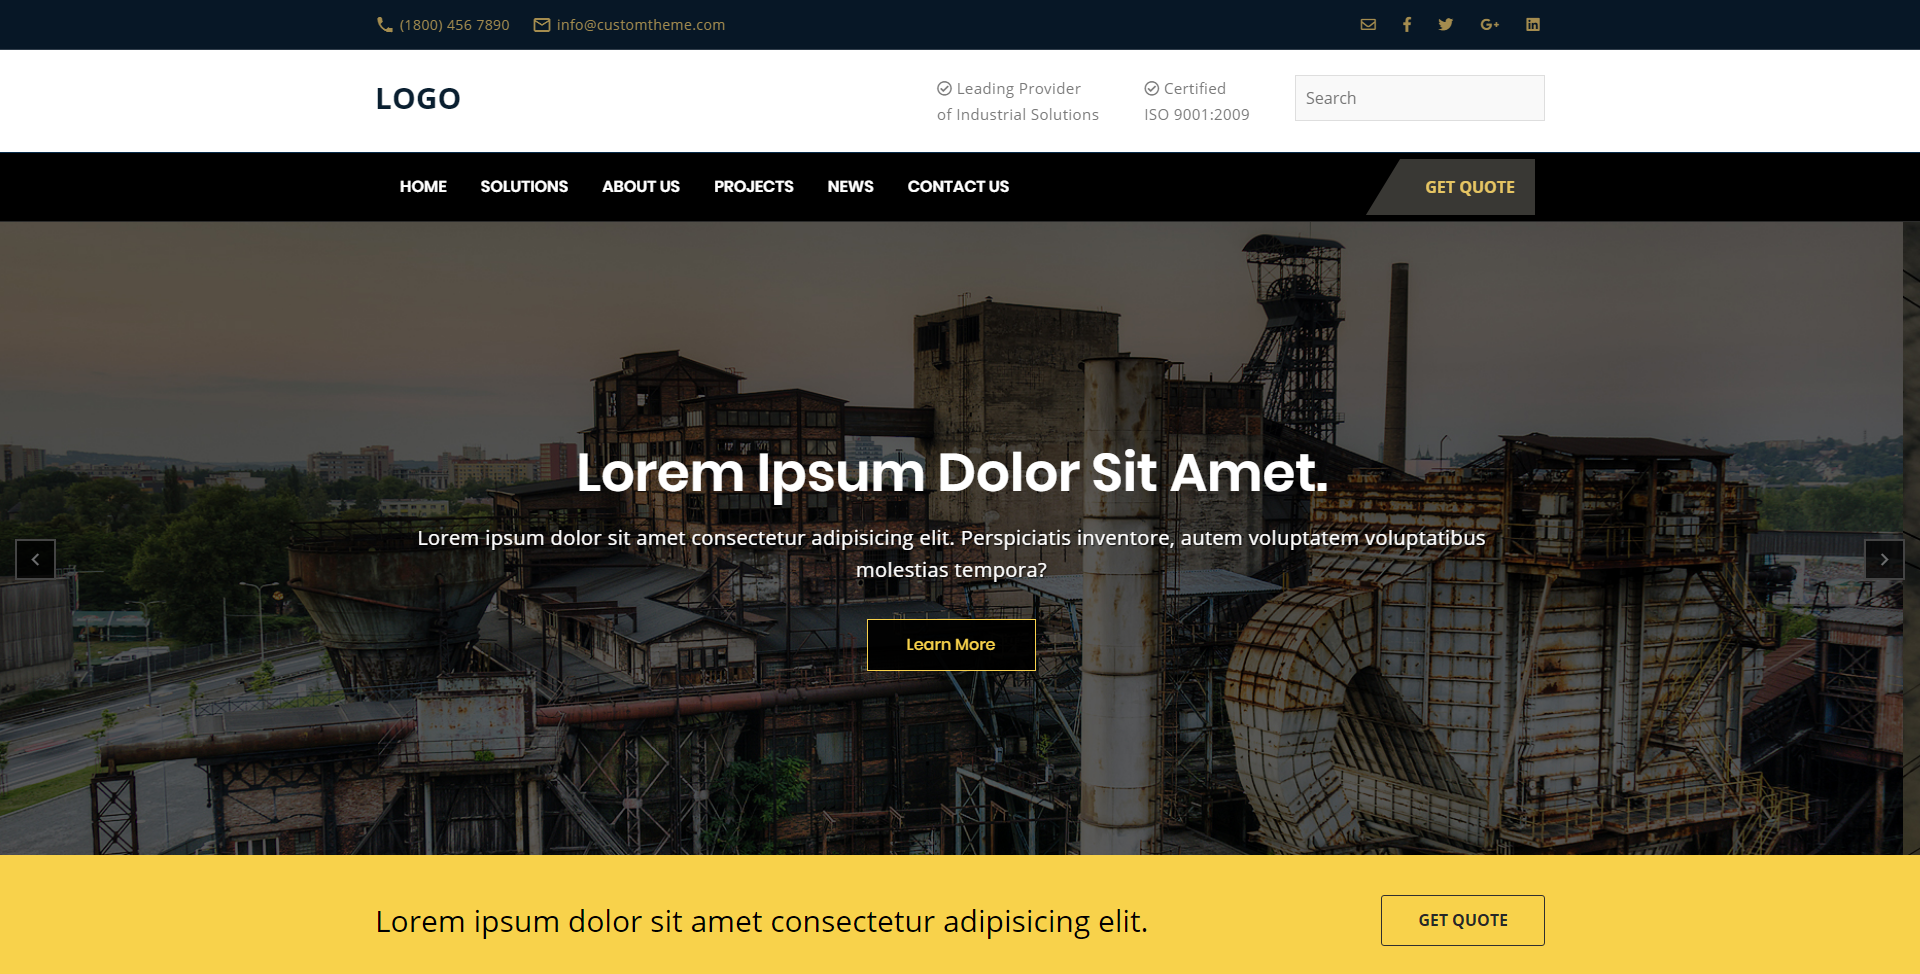 (1800) 456 7890
info@customtheme.com
LOGO
Leading Provider
of Industrial Solutions
Certified
ISO 9001:2009
Search
HOME
SOLUTIONS
ABOUT US
PROJECTS
NEWS
CONTACT US
GET QUOTE
Lorem Ipsum Dolor Sit Amet.
Lorem ipsum dolor sit amet consectetur adipisicing elit. Perspiciatis inventore, autem voluptatem voluptatibus
molestias tempora?
Learn More
Lorem ipsum dolor sit amet consectetur adipisicing elit.
GET QUOTE